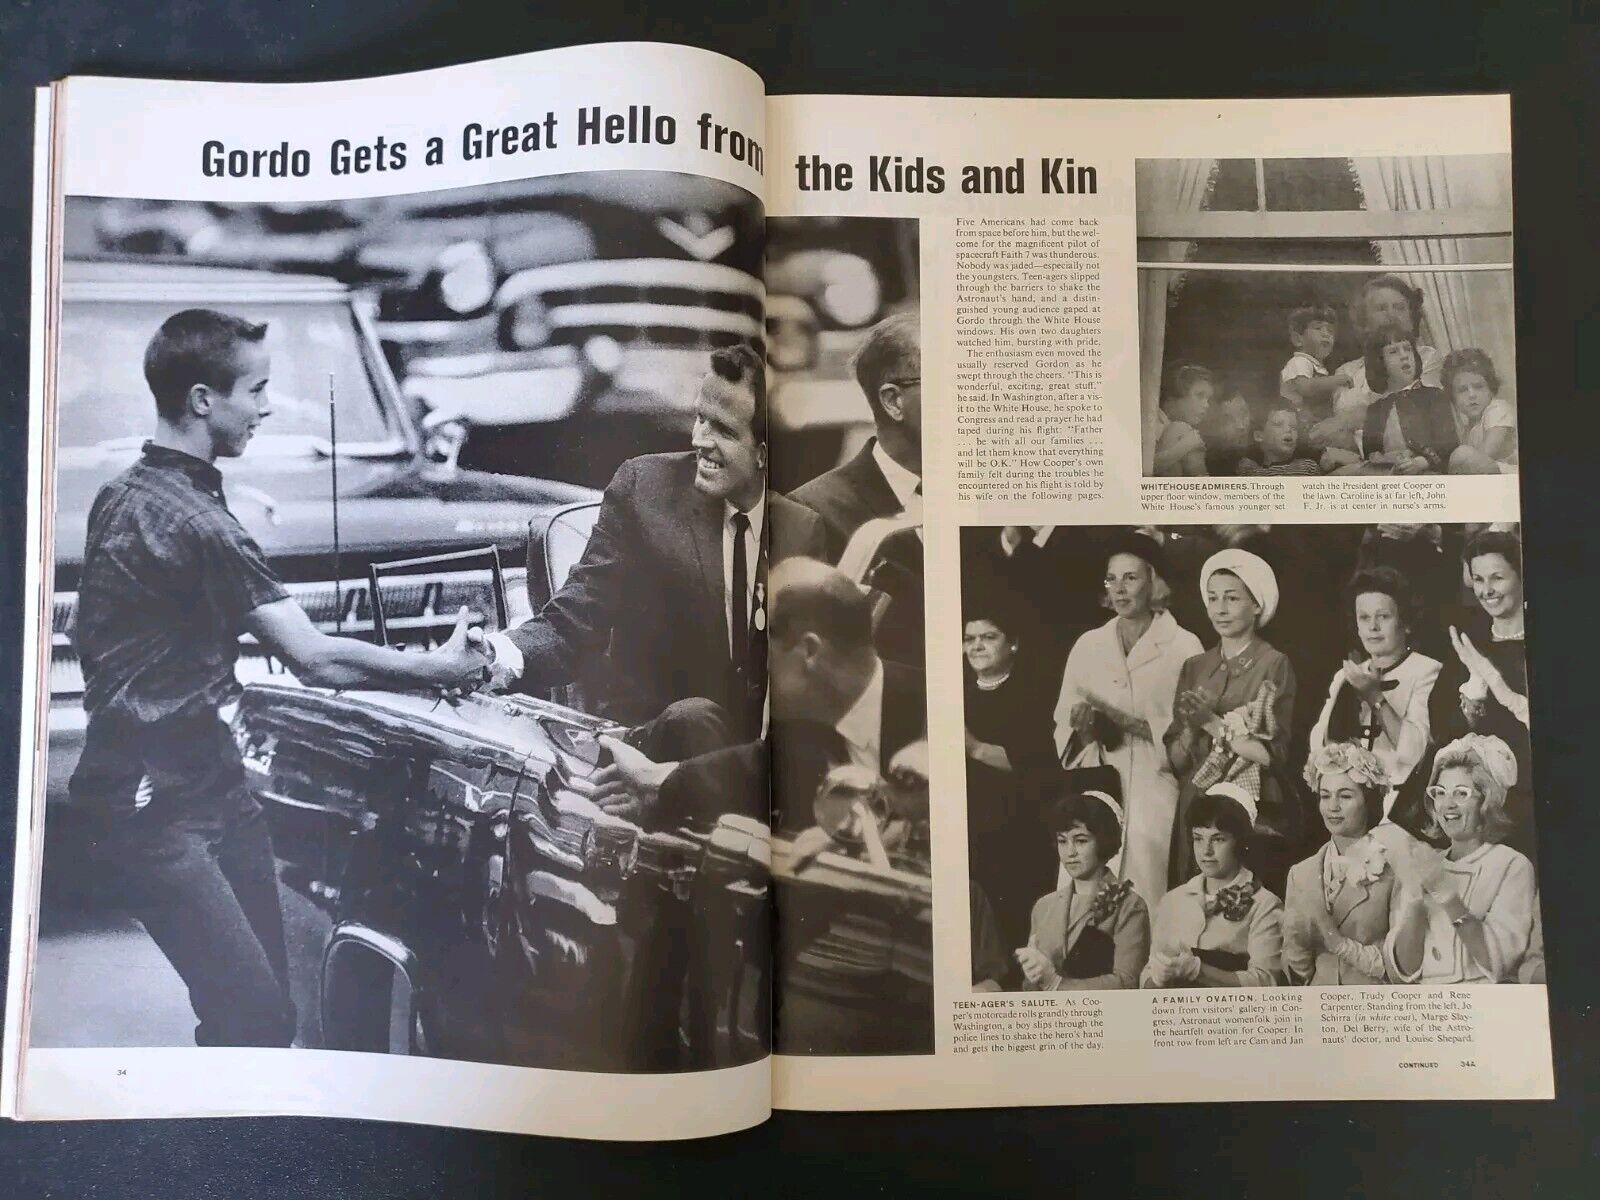 Gordo Gets a Great Hello from the Kids and Kin
Five Americans had come back
from space before him, but the wel-
come for the magnificent pilot of
spacecraft Faith 7 was thunderous.
Nobody was jaded—especially not
the youngsters. Teen-agers slipped
through the barriers to shake the
Astronaut's hand, and a distin-
guished young audience gaped at
Gordo through the White House
windows. His own two daughters
watched him, bursting with pride.
The enthusiasm even moved the
usually reserved Gordon as he
swept through the cheers. "This is
wonderful, exciting, great stuff,"
he said. In Washington, after a vis-
it to the White House, he spoke to
Congress and read a prayer he had
taped during his flight: "Father
. . . be with all our families . . .
and let them know that everything
will be O.K." How Cooper's own
family felt during the troubles he
encountered on his flight is told by
his wife on the following pages.
WHITE HOUSE ADMIRERS. Through
upper floor window, members of the
White House's famous younger set
watch the President greet Cooper on
the lawn. Caroline is at far left, John
F. Jr. is at center in nurse's arms.
TEEN-AGER'S SALUTE. As Coo-
per's motorcade rolls grandly through
Washington, a boy slips through the
police lines to shake the hero's hand
and gets the biggest grin of the day.
A FAMILY OVATION. Looking
down from visitors' gallery in Con-
gress, Astronaut womenfolk join in
the heartfelt ovation for Cooper. In
front row from left are Cam and Jan
Cooper, Trudy Cooper and Rene
Carpenter. Standing from the left, Jo
Schirra (in white coat), Marge Slay-
ton, Del Berry, wife of the Astro-
nauts' doctor, and Louise Shepard.
34
CONTINUED 34A